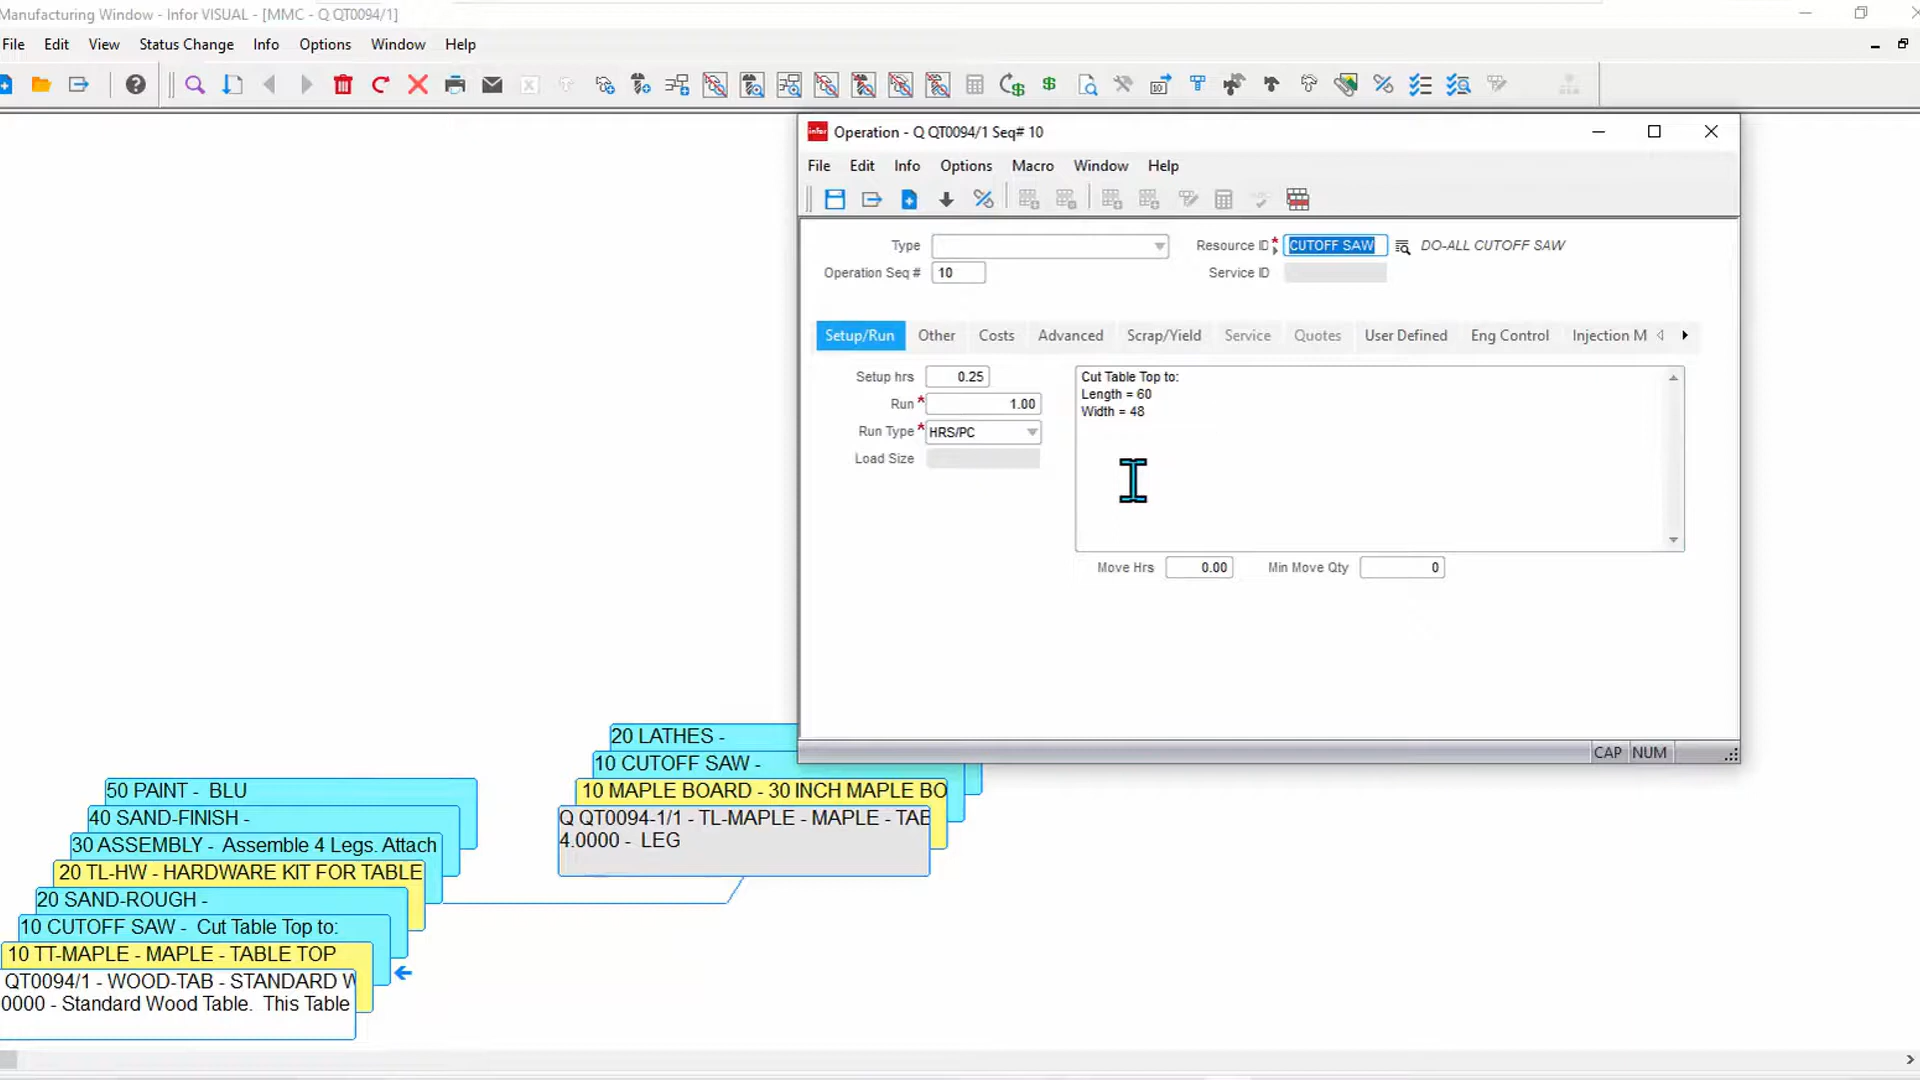 Manufacturing Window - Infor VISUAL - [MMC - Q QT0094/1]
File Edit View Status Change Info Options Window Help
Operation - Q QT0094/1 Seq# 10
File Edit Info Options Macro Window Help
Type
Resource ID * CUTOFF SAW DO-ALL CUTOFF SAW
Operation Seq # 10
Service ID
Setup/Run Other Costs Advanced Scrap/Yield Service Quotes User Defined Eng Control Injection M
Setup hrs 0.25
Run * 1.00
Run Type * HRS/PC
Load Size
Cut Table Top to:
Length = 60
Width = 48
Move Hrs 0.00 Min Move Qty 0
CAP NUM
20 LATHES -
10 CUTOFF SAW -
10 MAPLE BOARD - 30 INCH MAPLE BO
Q QT0094-1/1 - TL-MAPLE - MAPLE - TAB
4.0000 - LEG
50 PAINT - BLU
40 SAND-FINISH -
30 ASSEMBLY - Assemble 4 Legs. Attach
20 TL-HW - HARDWARE KIT FOR TABLE
20 SAND-ROUGH -
10 CUTOFF SAW - Cut Table Top to:
10 TT-MAPLE - MAPLE - TABLE TOP
QT0094/1 - WOOD-TAB - STANDARD W
0000 - Standard Wood Table. This Table